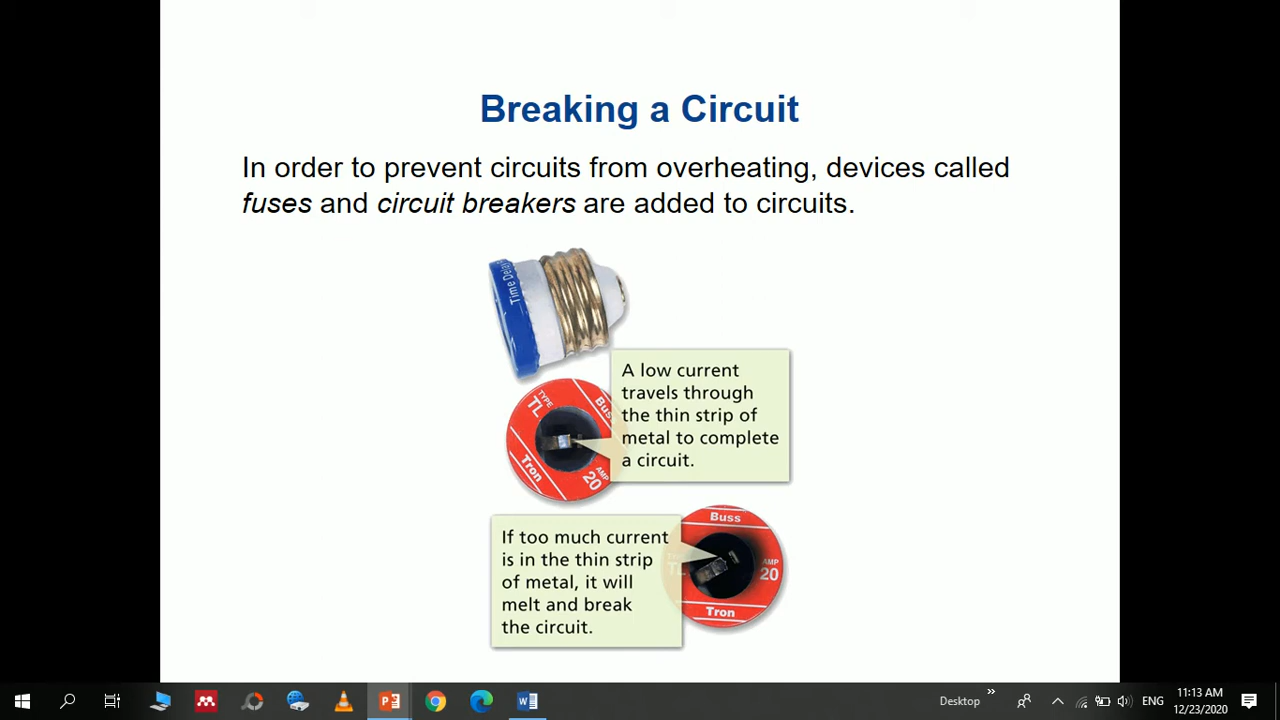 Breaking a Circuit
In order to prevent circuits from overheating, devices called
fuses and circuit breakers are added to circuits.
Time Delay
A low current
travels through
the thin strip of
metal to complete
a circuit.
TYPE
TL
Tron
AMP
20
If too much current
is in the thin strip
of metal, it will
melt and break
the circuit.
Buss
TL
AMP
20
Tron
Desktop
»
ENG
11:13 AM
12/23/2020